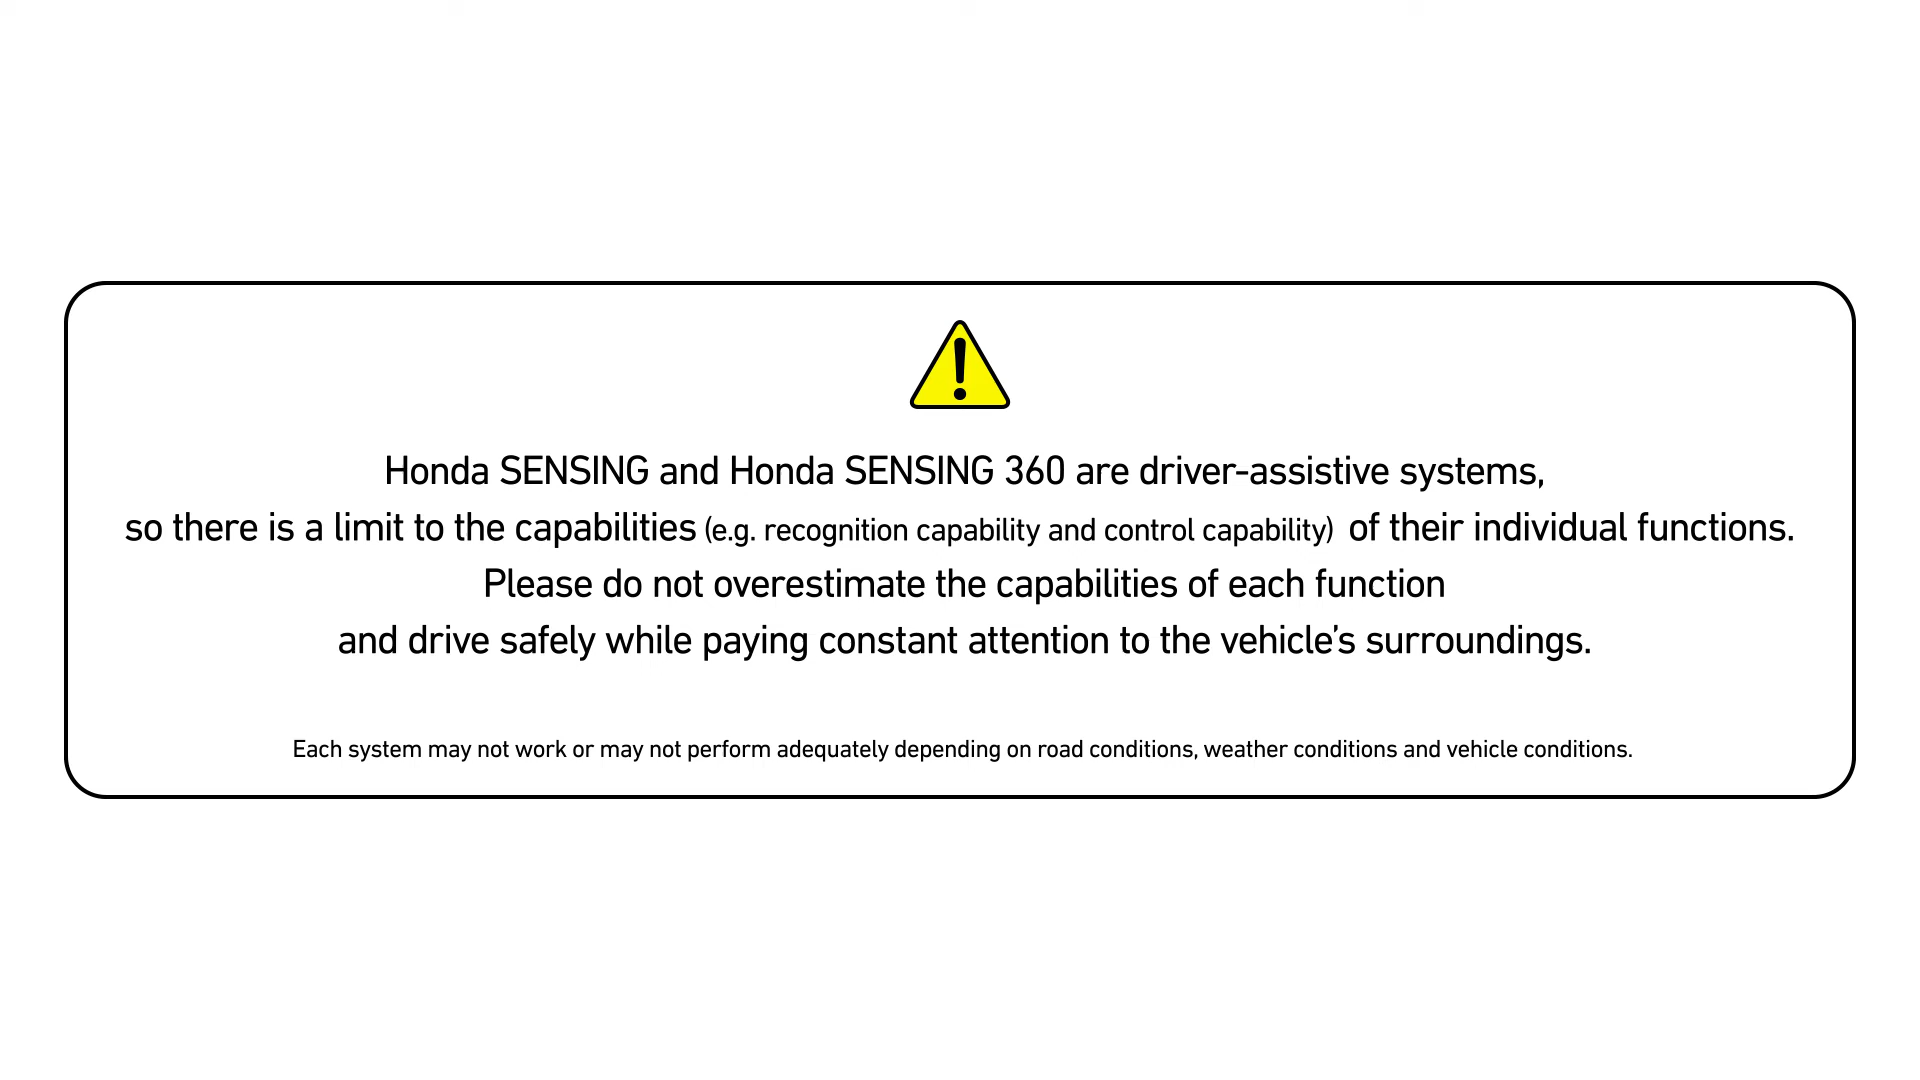 Honda SENSING and Honda SENSING 360 are driver-assistive systems,
so there is a limit to the capabilities (e.g. recognition capability and control capability) of their individual functions.
Please do not overestimate the capabilities of each function
and drive safely while paying constant attention to the vehicle’s surroundings.
Each system may not work or may not perform adequately depending on road conditions, weather conditions and vehicle conditions.